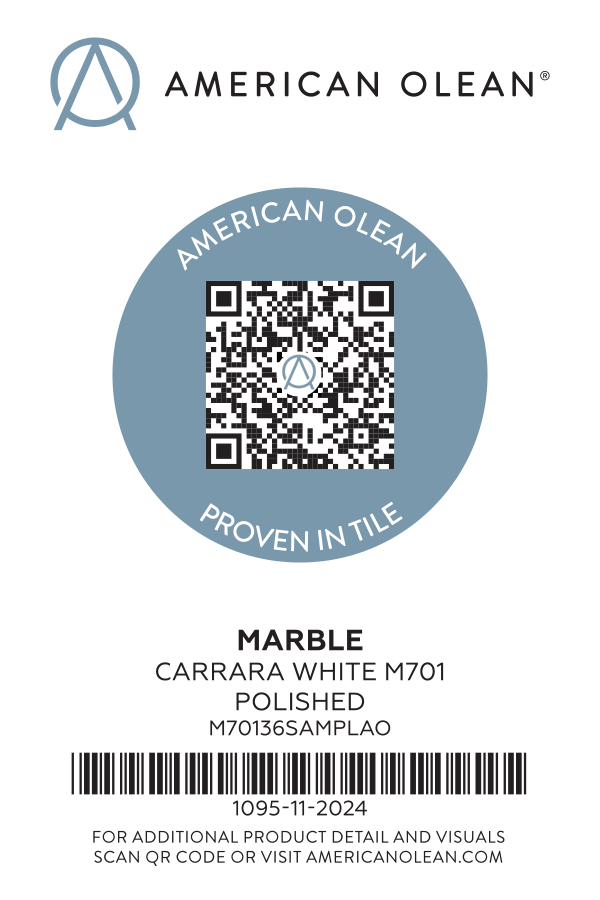 AMERICAN OLEAN®
AMERICAN OLEAN
PROVEN IN TILE
MARBLE
CARRARA WHITE M701
POLISHED
M70136SAMPLAO
1095-11-2024
FOR ADDITIONAL PRODUCT DETAIL AND VISUALS
SCAN QR CODE OR VISIT AMERICANOLEAN.COM